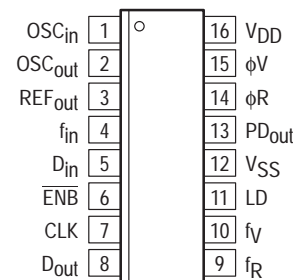 OSCin 1 16 VDD
OSCout 2 15 ϕV
REFout 3 14 ϕR
fin 4 13 PDout
Din 5 12 VSS
E̅N̅B̅ 6 11 LD
CLK 7 10 fV
Dout 8 9 fR